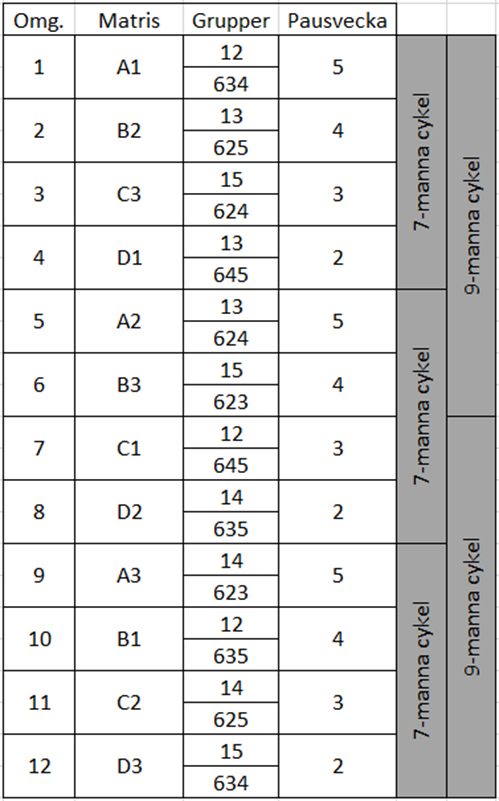 Omg. Matris Grupper Pausvecka
1 A1 12 634 5
2 B2 13 625 4
3 C3 15 624 3
4 D1 13 645 2
5 A2 13 624 5
6 B3 15 623 4
7 C1 12 645 3
8 D2 14 635 2
9 A3 14 623 5
10 B1 12 635 4
11 C2 14 625 3
12 D3 15 634 2
7-manna cykel
7-manna cykel
7-manna cykel
9-manna cykel
9-manna cykel